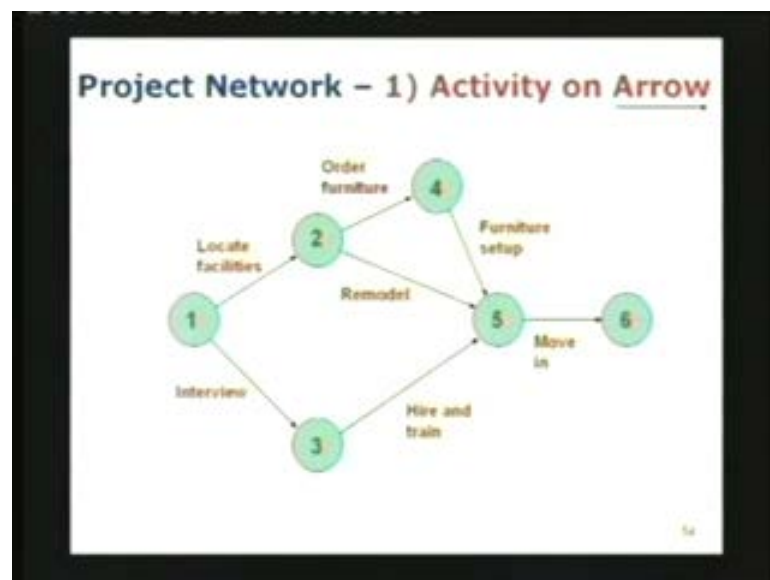 Project Network – 1) Activity on Arrow
Order
furniture
4
Furniture
setup
2
Locate
facilities
Remodel
1
5
6
Move
in
Interview
Hire and
train
3